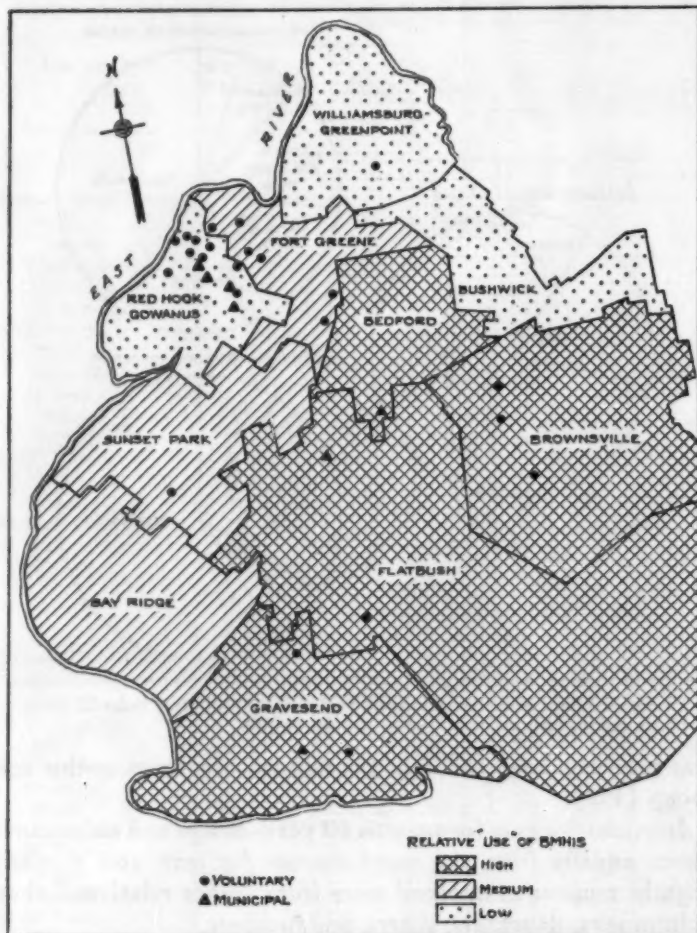 N
EAST RIVER
WILLIAMSBURG
GREENPOINT
FORT GREENE
BUSHWICK
RED HOOK
GOWANUS
BEDFORD
SUNSET PARK
BROWNSVILLE
FLATBUSH
BAY RIDGE
GRAVESEND
RELATIVE USE OF BMHIS
HIGH
MEDIUM
LOW
VOLUNTARY
MUNICIPAL